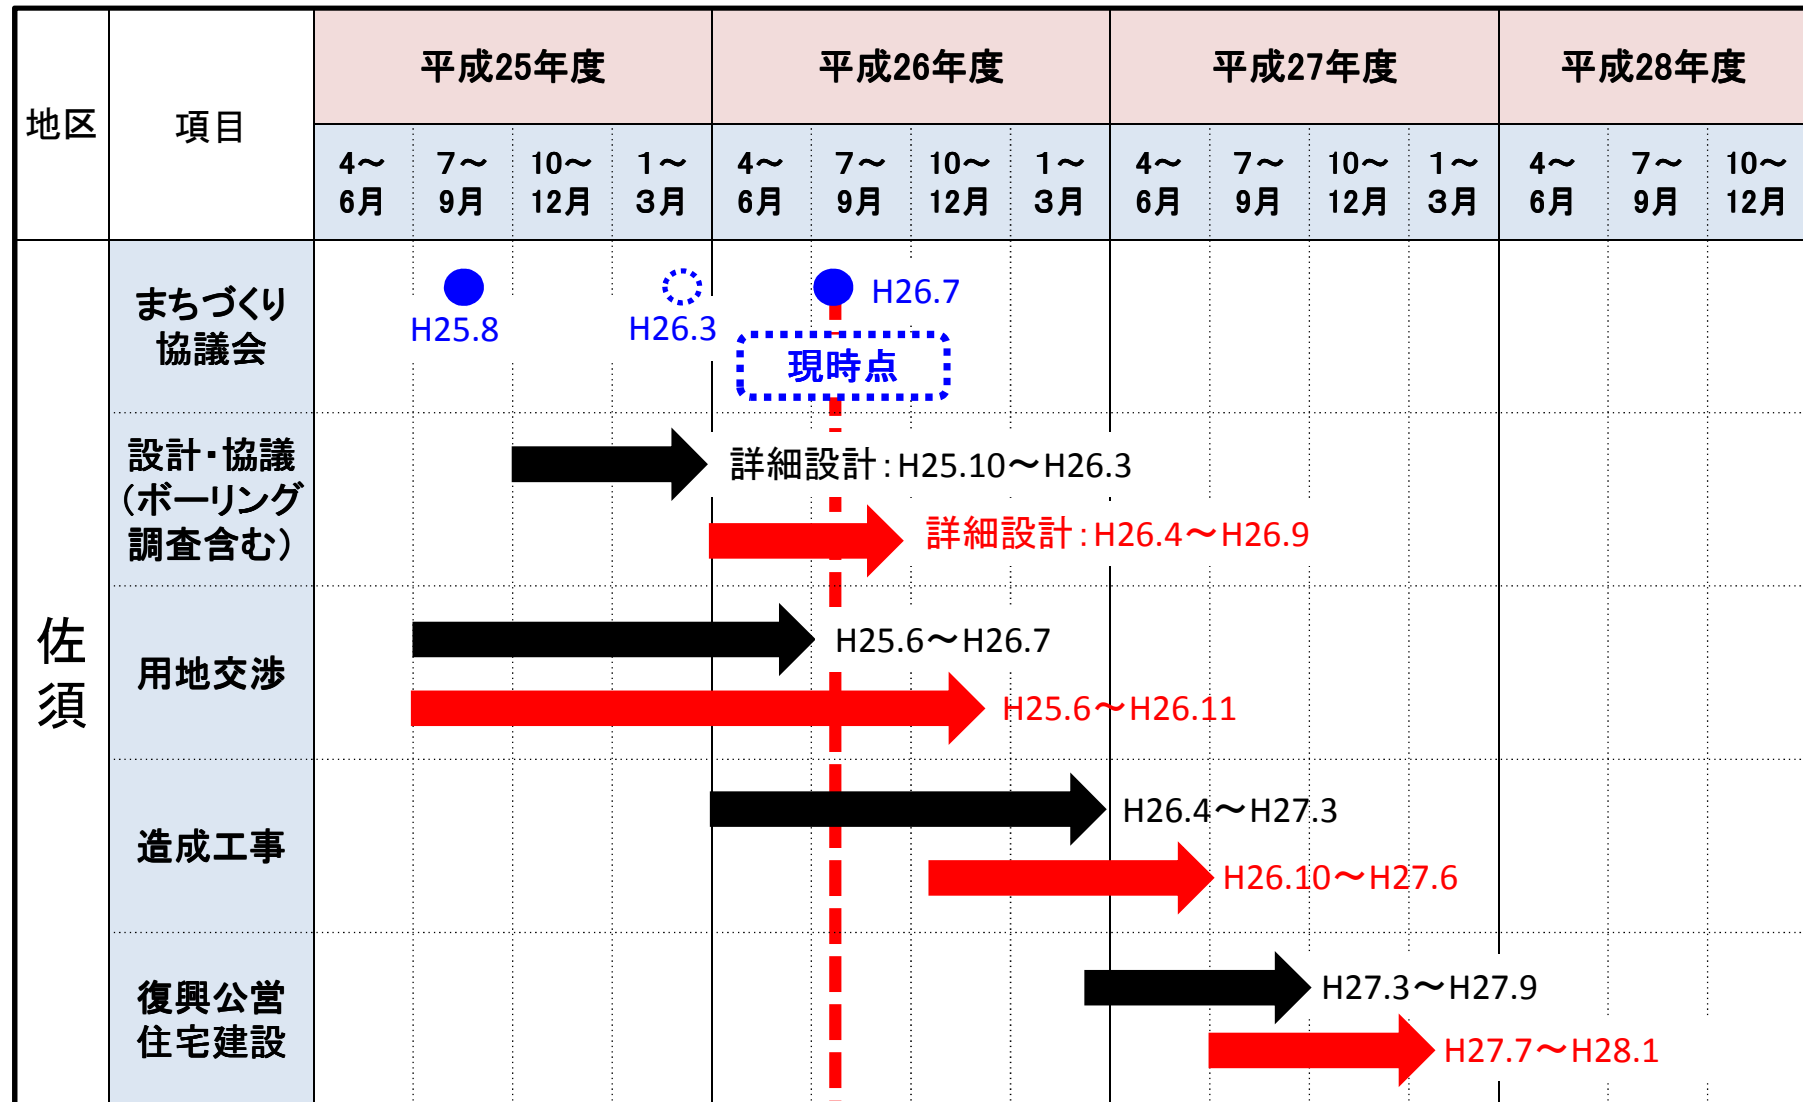 地区
項目
平成25年度
平成26年度
平成27年度
平成28年度
4～
6月
7～
9月
10～
12月
1～
3月
4～
6月
7～
9月
10～
12月
1～
3月
4～
6月
7～
9月
10～
12月
1～
3月
4～
6月
7～
9月
10～
12月
佐
須
まちづくり
協議会
H25.8
H26.3
H26.7
現時点
設計・協議
（ボーリング
調査含む）
詳細設計：H25.10～H26.3
詳細設計：H26.4～H26.9
用地交渉
H25.6～H26.7
H25.6～H26.11
造成工事
H26.4～H27.3
H26.10～H27.6
復興公営
住宅建設
H27.3～H27.9
H27.7～H28.1